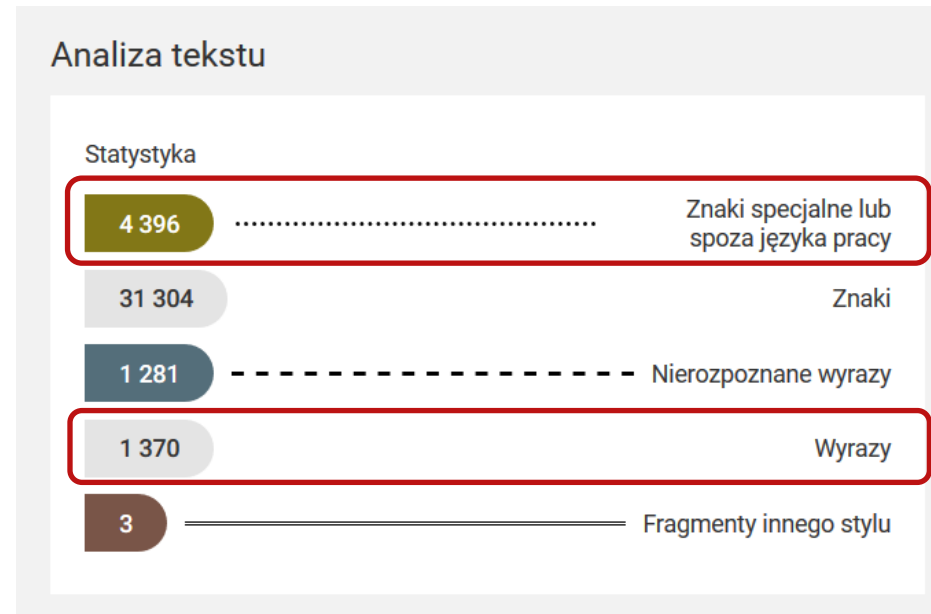 Analiza tekstu
Statystyka
4 396 Znaki specjalne lub
spoza języka pracy
31 304 Znaki
1 281 Nierozpoznane wyrazy
1 370 Wyrazy
3 Fragmenty innego stylu